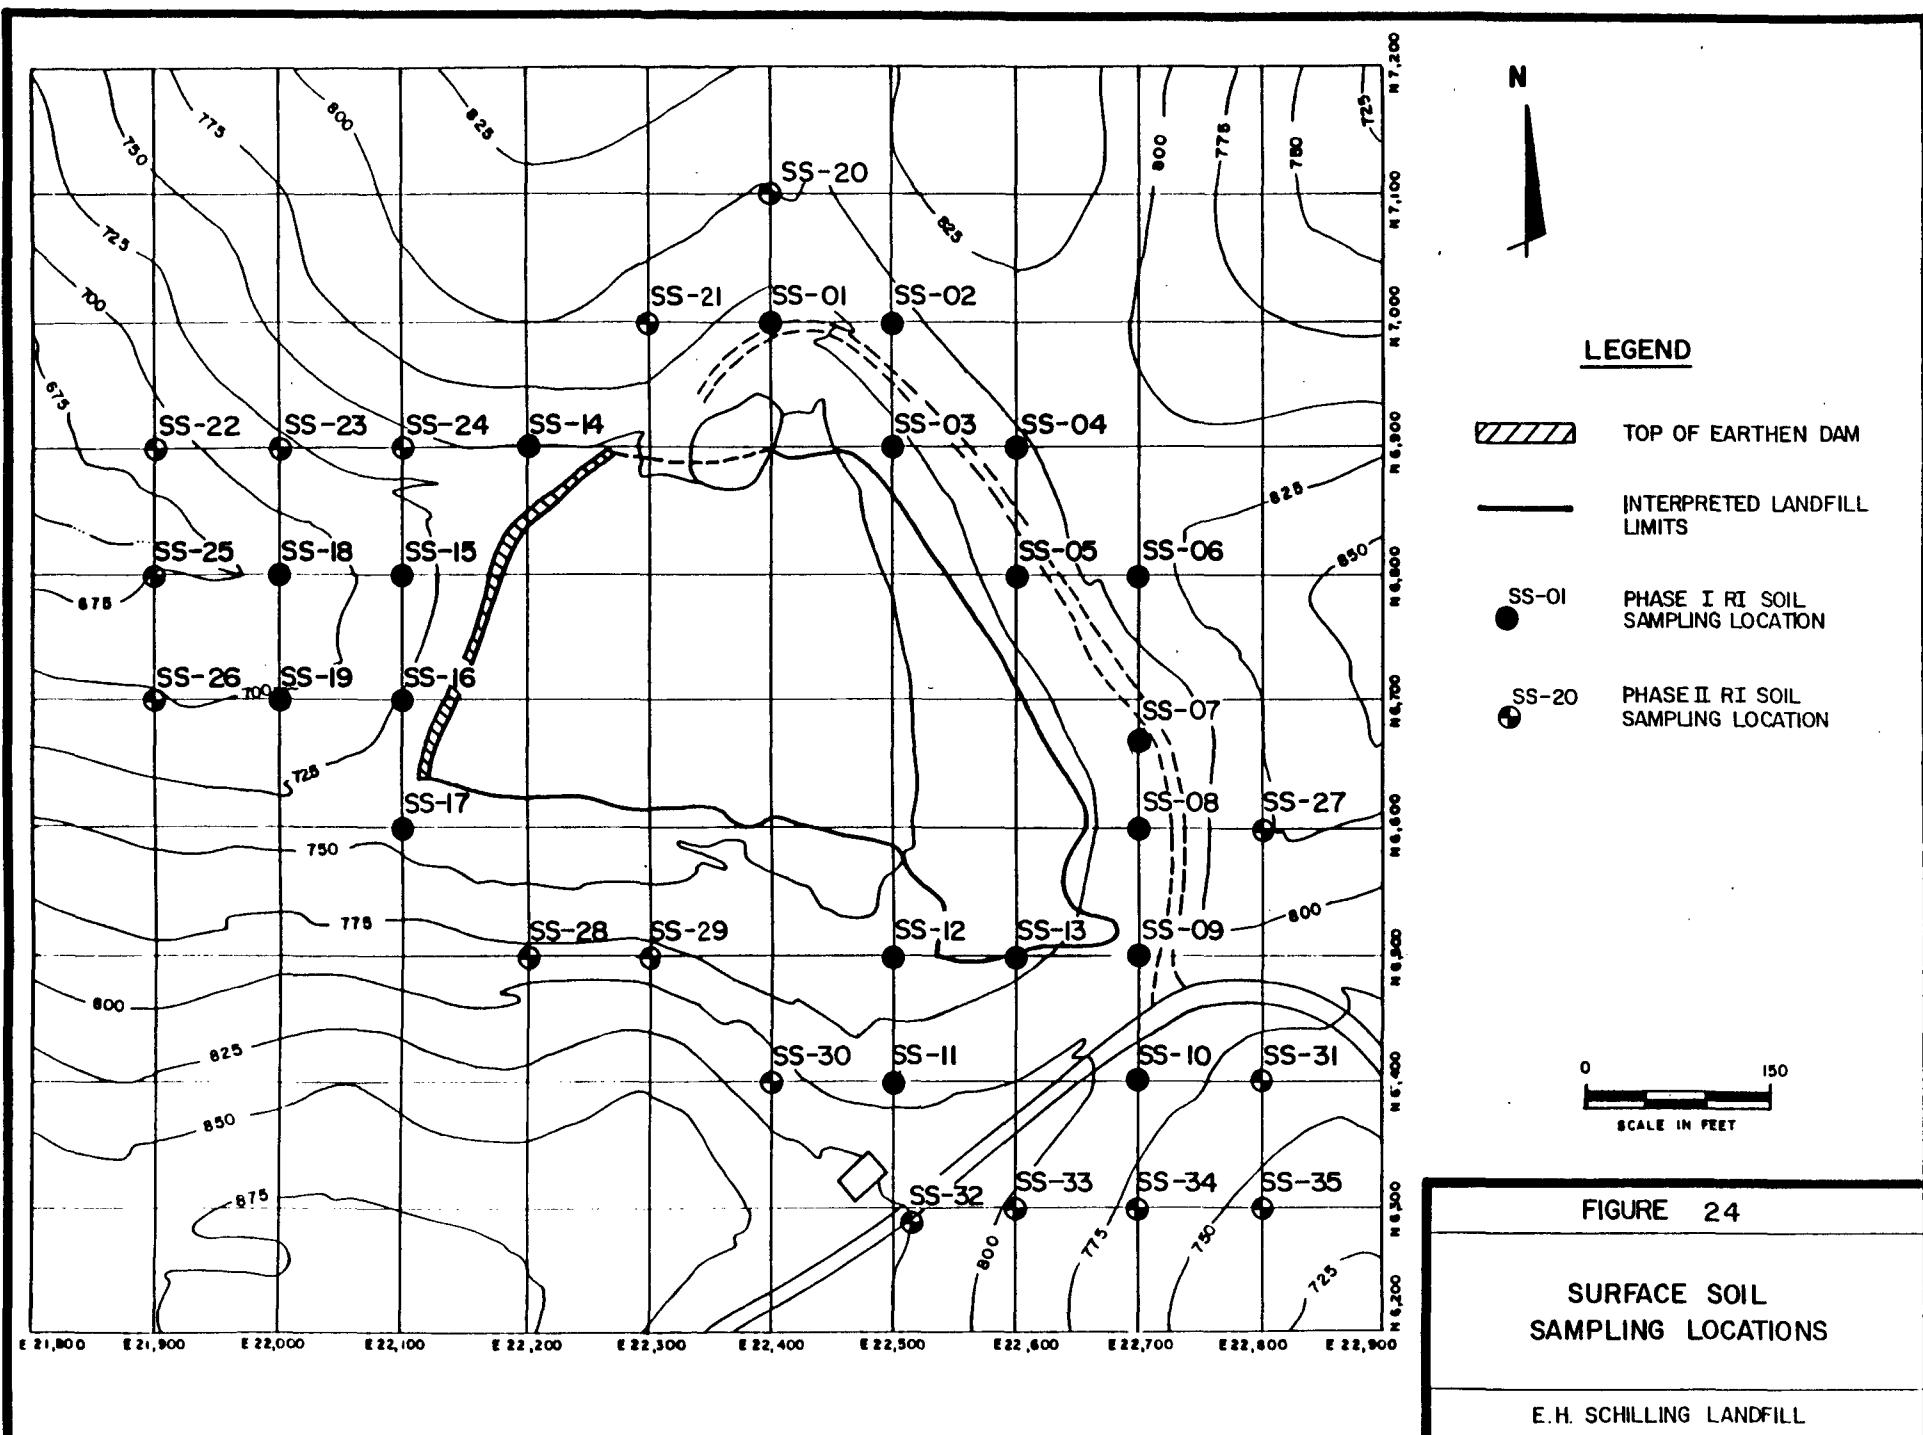 825
800
775
750
725
700
675
825
800
775
750
725
N 7,200
N 7,100
N 7,000
N 6,900
N 6,800
N 6,700
N 6,600
N 6,500
N 6,400
N 6,300
N 6,200
SS-20
SS-21
SS-01
SS-02
SS-22
SS-23
SS-24
SS-14
SS-03
SS-04
825
850
SS-25
SS-18
SS-15
SS-05
SS-06
675
SS-26
700
SS-19
SS-16
SS-07
725
SS-17
SS-08
SS-27
750
775
800
SS-28
SS-29
SS-12
SS-13
SS-09
800
825
SS-30
SS-11
SS-10
SS-31
850
875
SS-32
SS-33
SS-34
SS-35
800
775
750
725
E 21,800
E 21,900
E 22,000
E 22,100
E 22,200
E 22,300
E 22,400
E 22,500
E 22,600
E 22,700
E 22,800
E 22,900
N
LEGEND
TOP OF EARTHEN DAM
INTERPRETED LANDFILL
LIMITS
SS-01
PHASE I RI SOIL
SAMPLING LOCATION
SS-20
PHASE II RI SOIL
SAMPLING LOCATION
0
150
SCALE IN FEET
FIGURE 24
SURFACE SOIL
SAMPLING LOCATIONS
E.H. SCHILLING LANDFILL